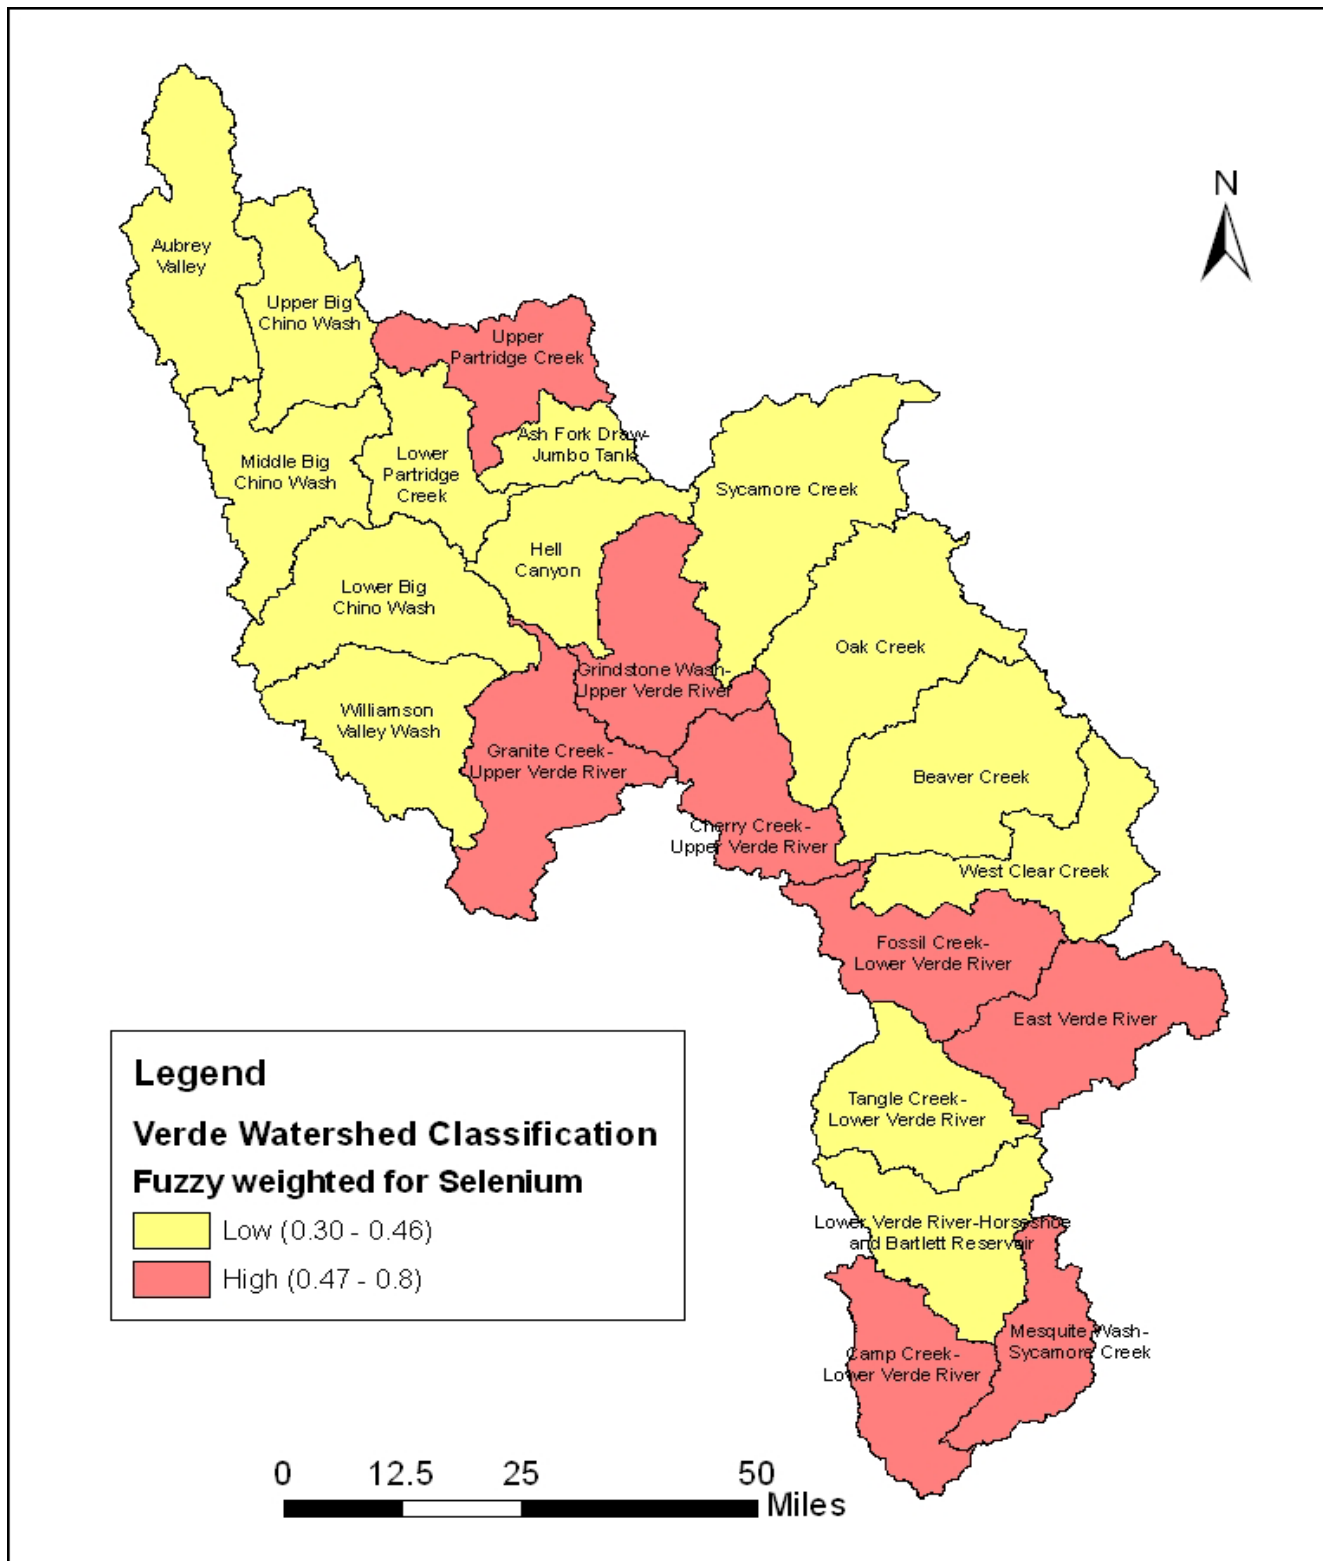 N
Aubrey
Valley
Upper Big
Chino Wash
Upper
Partridge Creek
Ash Fork Draw-
Jumbo Tank
Middle Big
Chino Wash
Lower
Partridge
Creek
Sycamore Creek
Hell
Canyon
Lower Big
Chino Wash
Oak Creek
Grindstone Wash-
Upper Verde River
Williamson
Valley Wash
Granite Creek-
Upper Verde River
Beaver Creek
Cherry Creek-
Upper Verde River
West Clear Creek
Fossil Creek-
Lower Verde River
East Verde River
Tangle Creek-
Lower Verde River
Lower Verde River-Horseshoe
and Bartlett Reservair
Mesquite Wash-
Sycamore Creek
Camp Creek-
Lower Verde River
Legend
Verde Watershed Classification
Fuzzy weighted for Selenium
Low (0.30 - 0.46)
High (0.47 - 0.8)
0 12.5 25 50
Miles